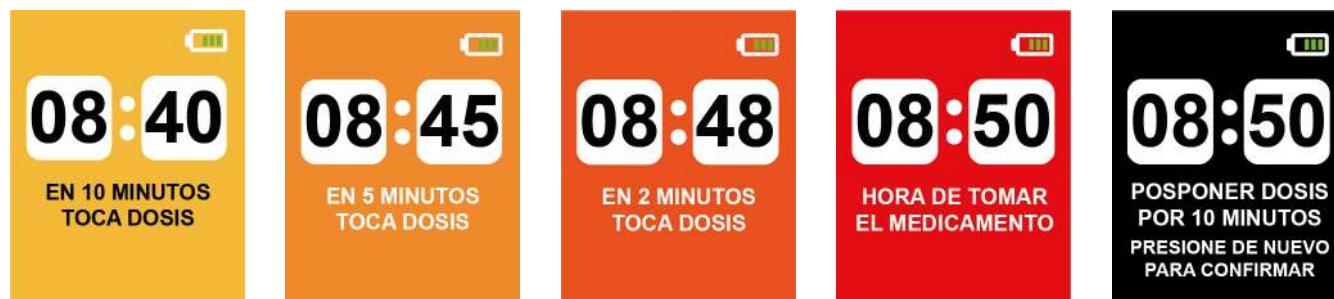 08:40
EN 10 MINUTOS
TOCA DOSIS
08:45
EN 5 MINUTOS
TOCA DOSIS
08:48
EN 2 MINUTOS
TOCA DOSIS
08:50
HORA DE TOMAR
EL MEDICAMENTO
08:50
POSPONER DOSIS
POR 10 MINUTOS
PRESIONE DE NUEVO
PARA CONFIRMAR